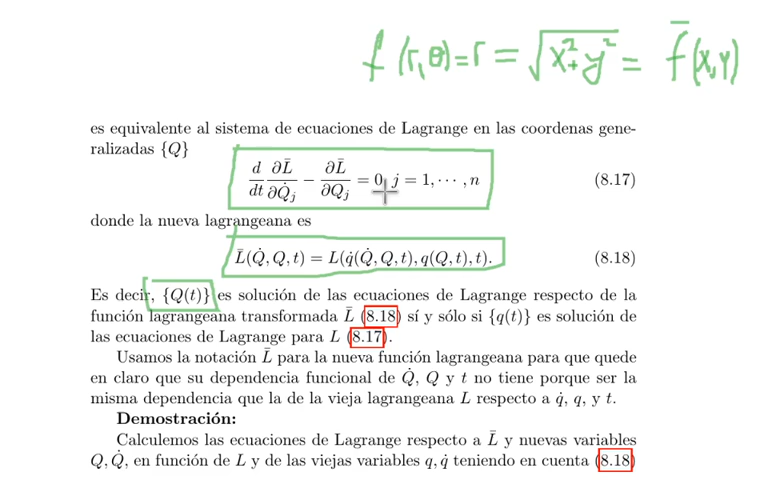 f (r, θ) = r = √x²+y² = f̄(x,y)
es equivalente al sistema de ecuaciones de Lagrange en las coordenas gene-
ralizadas {Q}
d/dt ∂L̄/∂Q̇ⱼ − ∂L̄/∂Qⱼ = 0, j = 1, ⋯ , n (8.17)
donde la nueva lagrangeana es
L̄(Q̇, Q, t) = L(q̇(Q̇, Q, t), q(Q, t), t). (8.18)
Es decir, {Q(t)} es solución de las ecuaciones de Lagrange respecto de la
función lagrangeana transformada L̄ (8.18) sí y sólo si {q(t)} es solución de
las ecuaciones de Lagrange para L (8.17).
Usamos la notación L̄ para la nueva función lagrangeana para que quede
en claro que su dependencia funcional de Q̇, Q y t no tiene porque ser la
misma dependencia que la de la vieja lagrangeana L respecto a q̇, q, y t.
Demostración:
Calculemos las ecuaciones de Lagrange respecto a L̄ y nuevas variables
Q, Q̇, en función de L y de las viejas variables q, q̇ teniendo en cuenta (8.18)